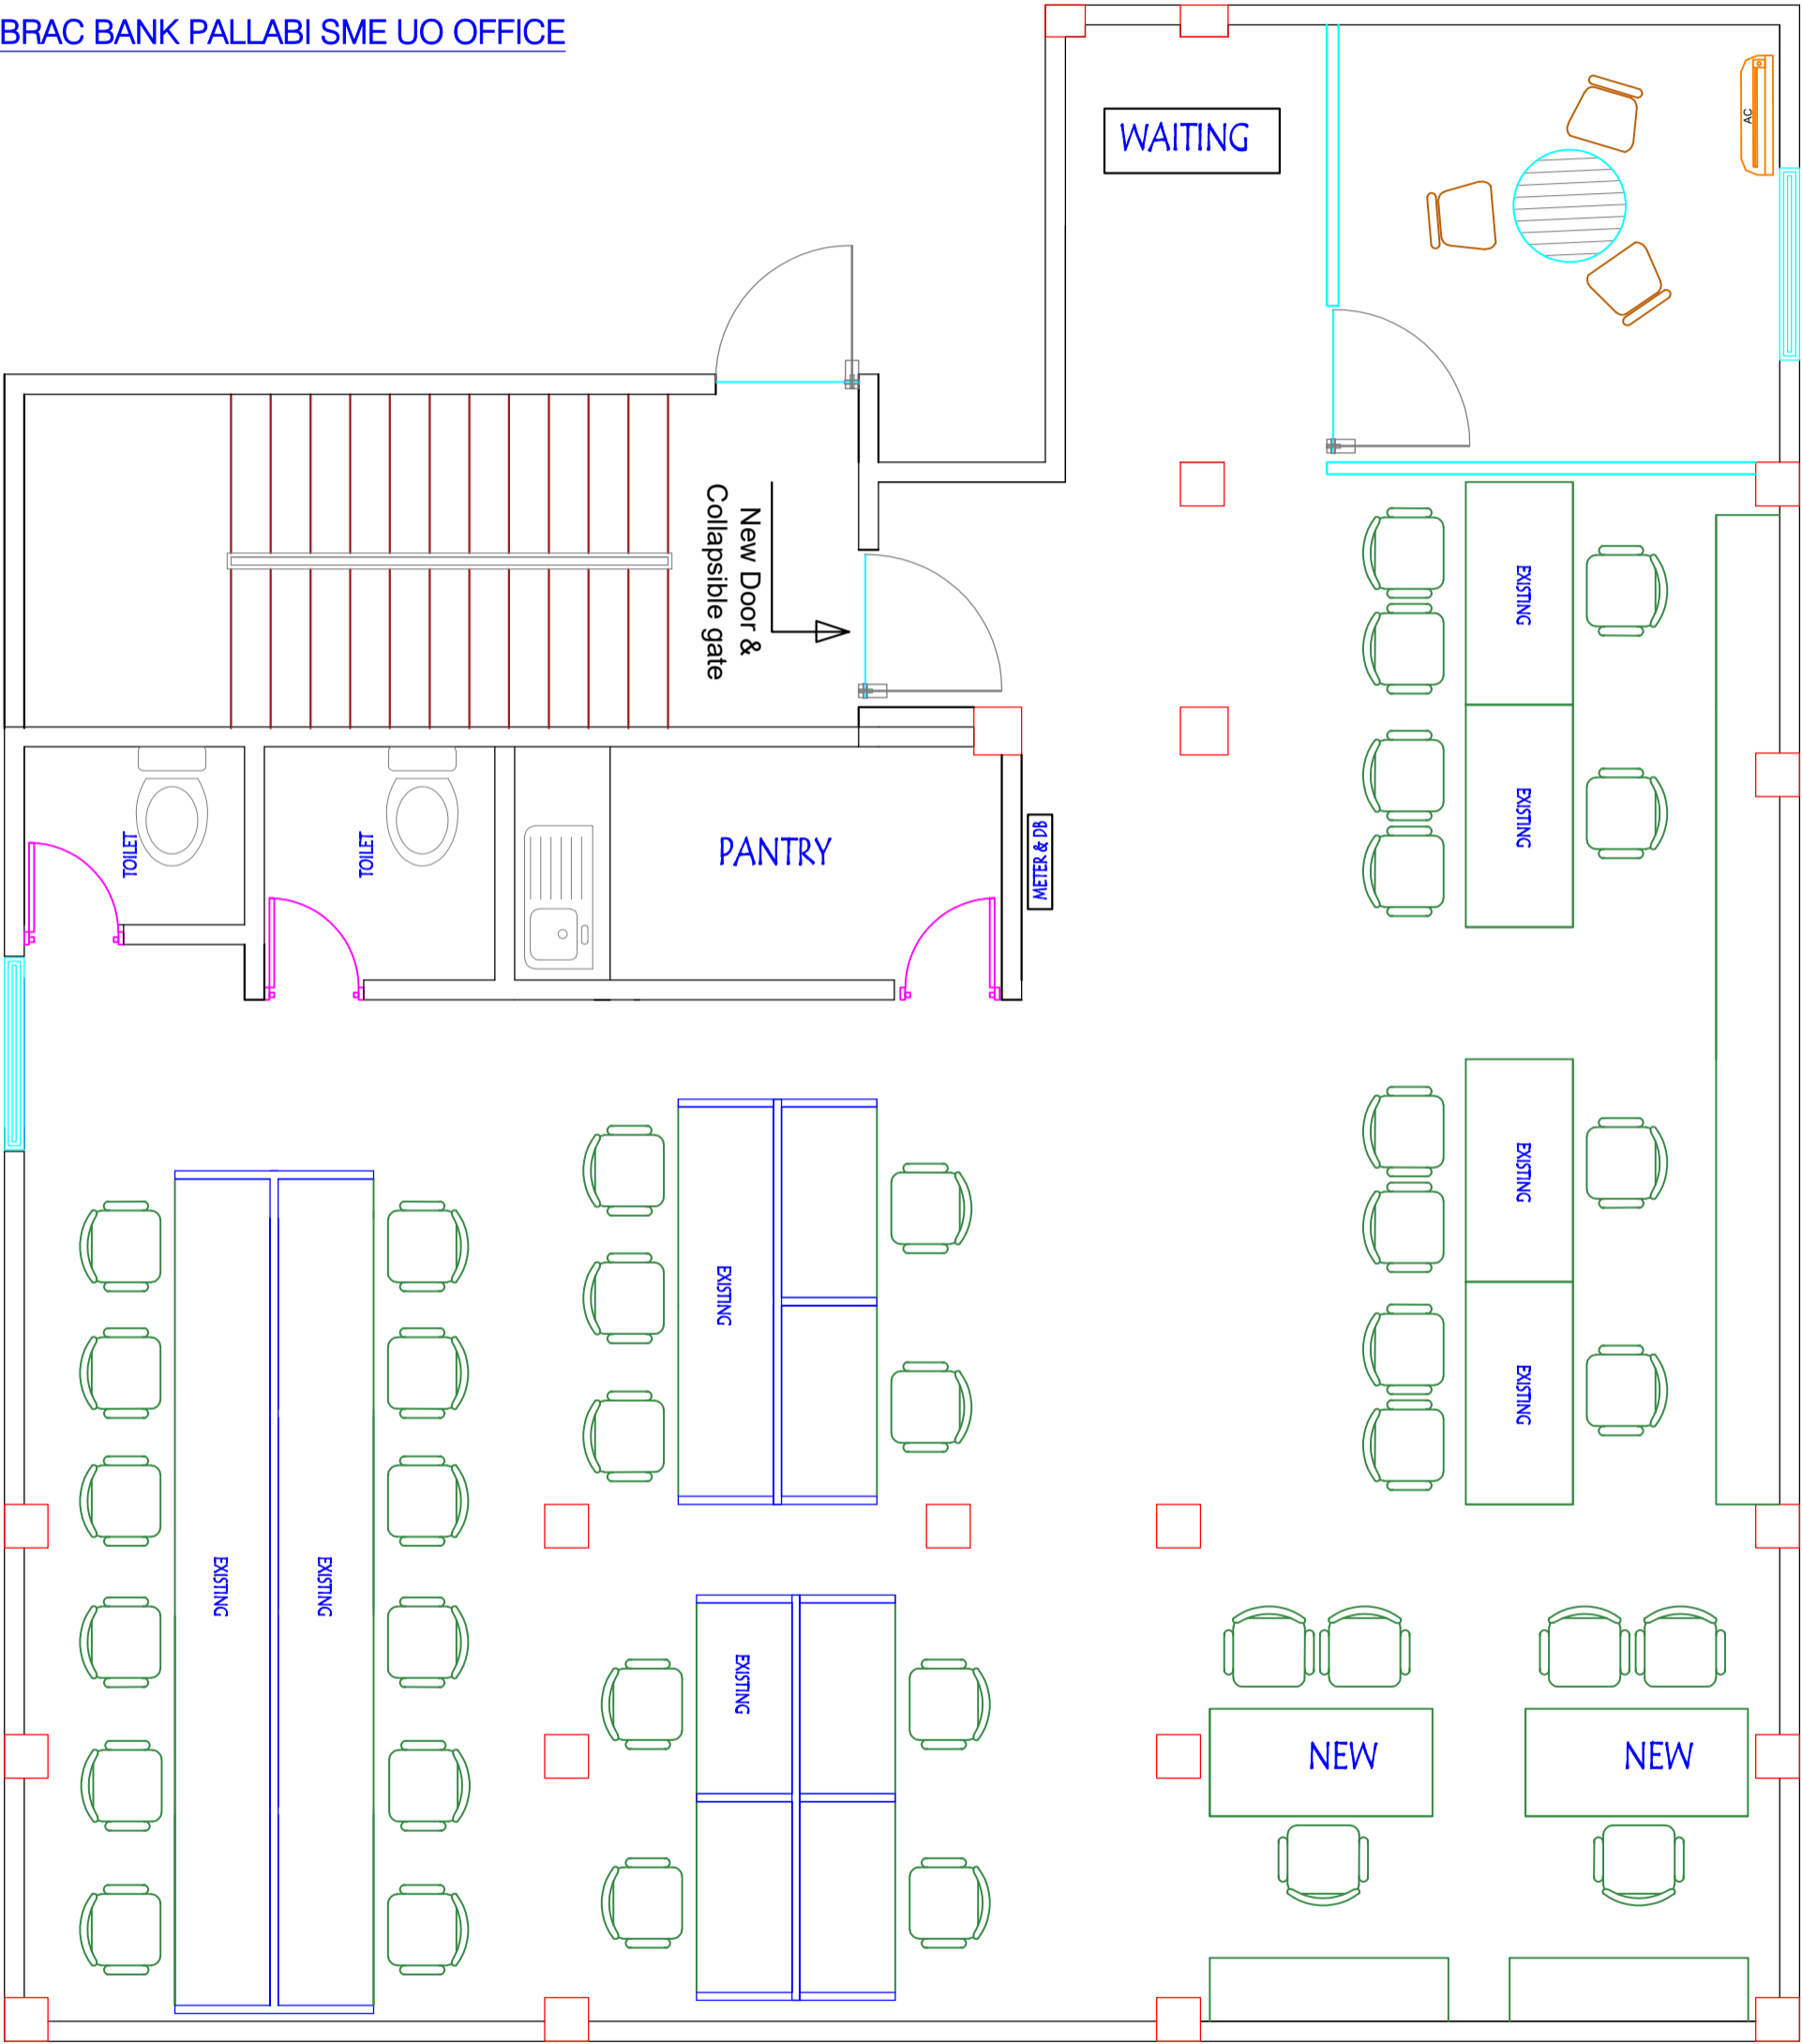 BRAC BANK PALLABI SME UO OFFICE
WAITING
AC
New Door &
Collapsible gate
EXISTING
EXISTING
TOILET
TOILET
PANTRY
METER & DB
EXISTING
EXISTING
EXISTING
EXISTING
EXISTING
EXISTING
NEW
NEW